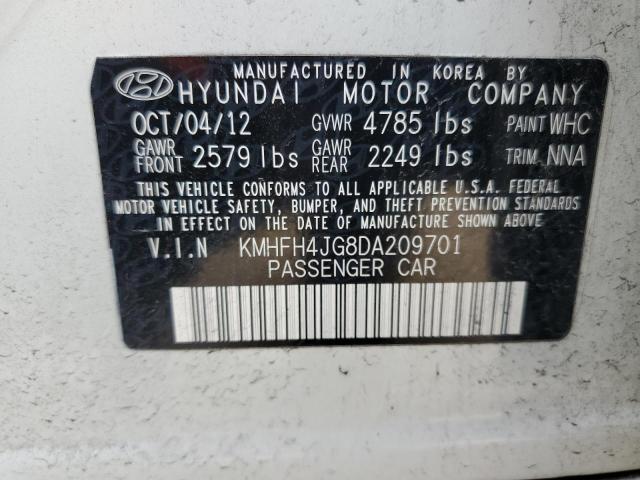 MANUFACTURED IN KOREA BY
HYUNDAI MOTOR COMPANY
OCT/04/12 GVWR 4785 lbs PAINT WHC
GAWR FRONT 2579 lbs GAWR REAR 2249 lbs TRIM NNA
THIS VEHICLE CONFORMS TO ALL APPLICABLE U.S.A. FEDERAL
MOTOR VEHICLE SAFETY, BUMPER, AND THEFT PREVENTION STANDARDS
IN EFFECT ON THE DATE OF MANUFACTURE SHOWN ABOVE.
V.I.N KMHFH4JG8DA209701
PASSENGER CAR